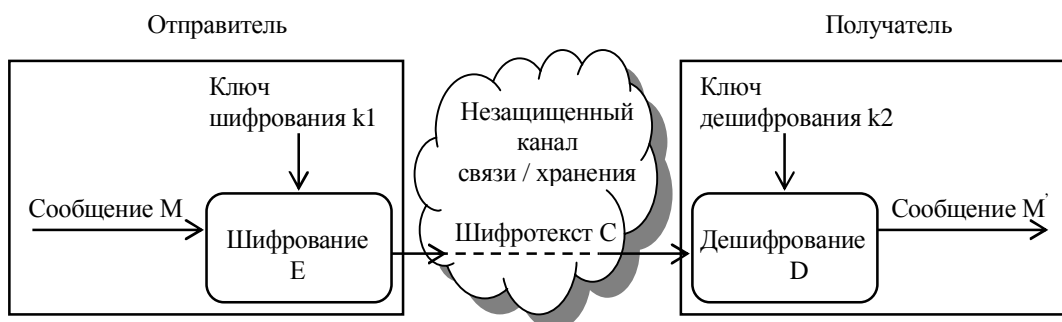 Отправитель
Получатель
Ключ
шифрования k1
Сообщение M
Шифрование
E
Незащищенный
канал
связи / хранения
Шифротекст C
Ключ
дешифрования k2
Дешифрование
D
Сообщение M’